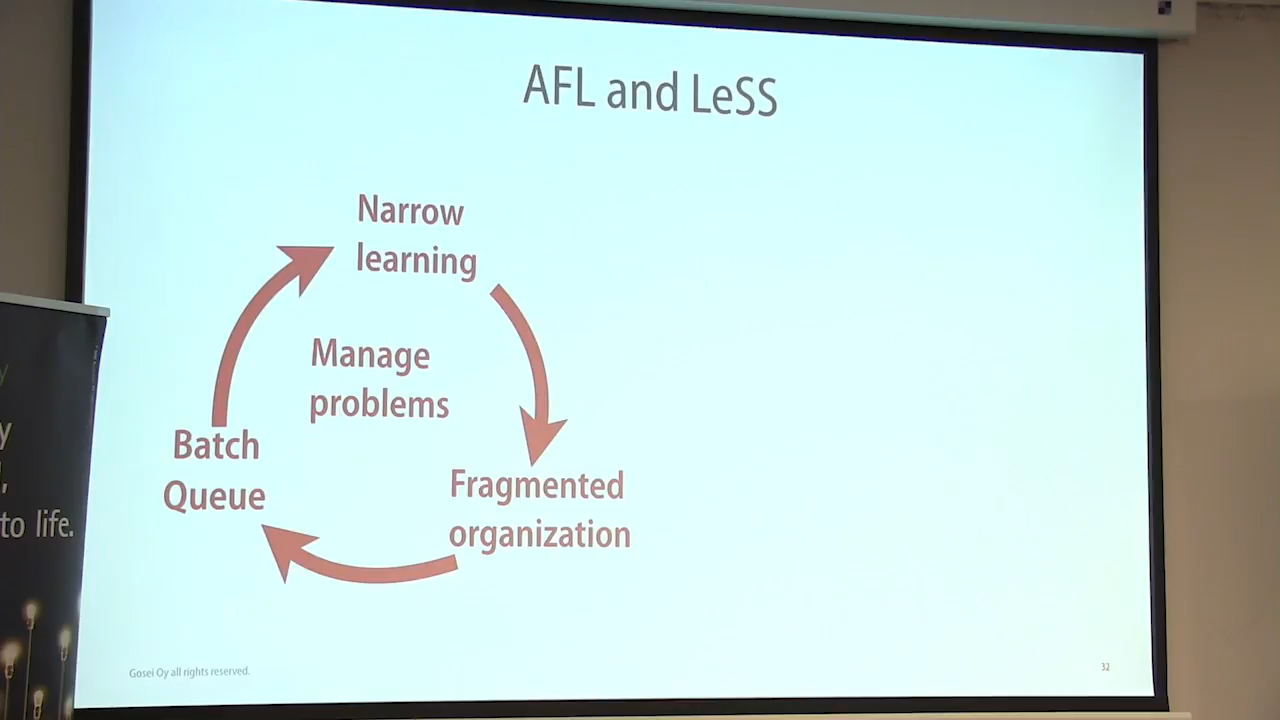 AFL and LeSS
Narrow
learning
Manage
problems
Batch
Queue
Fragmented
organization
to life.
Gosei Oy all rights reserved.
32